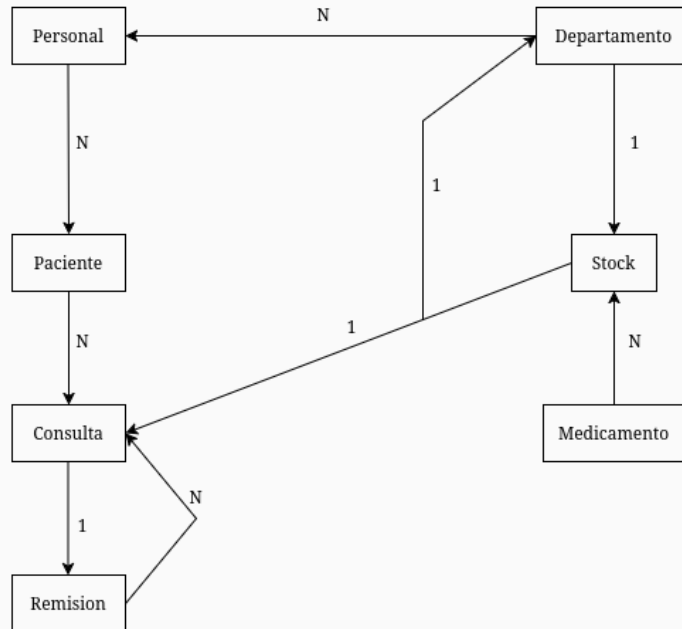 N
Personal
Departamento
N
1
1
Paciente
Stock
1
N
N
Consulta
Medicamento
N
1
Remision